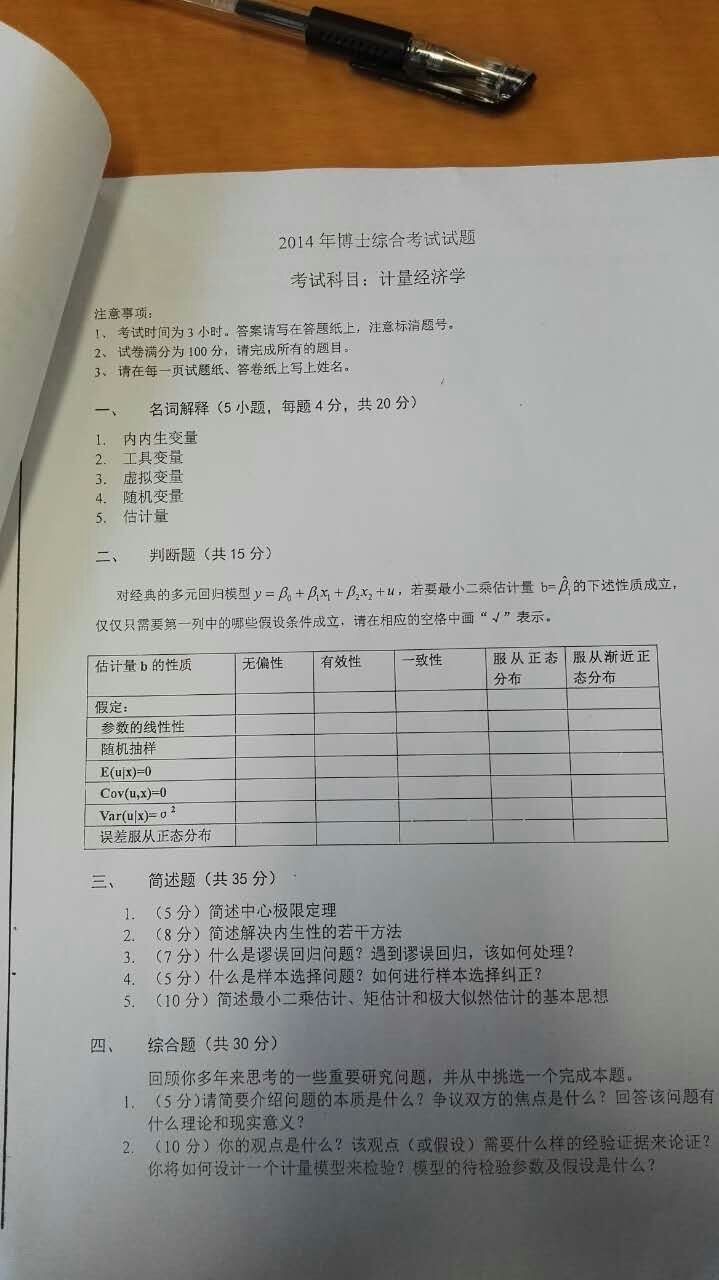 2014 年博士综合考试试题
考试科目：计量经济学
注意事项：
1、 考试时间为 3 小时。答案请写在答题纸上，注意标清题号。
2、 试卷满分为 100 分，请完成所有的题目。
3、 请在每一页试题纸、答卷纸上写上姓名。
一、 名词解释（5 小题，每题 4 分，共 20 分）
1. 内内生变量
2. 工具变量
3. 虚拟变量
4. 随机变量
5. 估计量
二、 判断题（共 15 分）
对经典的多元回归模型 y = β₀ + β₁x₁ + β₂x₂ + u，若要最小二乘估计量 b=β̂ᵢ的下述性质成立，
仅仅只需要第一列中的哪些假设条件成立，请在相应的空格中画“√”表示。
估计量 b 的性质 无偏性 有效性 一致性 服从正态分布 服从渐近正态分布
假定：
参数的线性性
随机抽样
E(u|x)=0
Cov(u,x)=0
Var(u|x)= σ ²
误差服从正态分布
三、 简述题（共 35 分）
1. （5 分）简述中心极限定理
2. （8 分）简述解决内生性的若干方法
3. （7 分）什么是谬误回归问题？遇到谬误回归，该如何处理？
4. （5 分）什么是样本选择问题？如何进行样本选择纠正？
5. （10 分）简述最小二乘估计、矩估计和极大似然估计的基本思想
四、 综合题（共 30 分）
回顾你多年来思考的一些重要研究问题，并从中挑选一个完成本题。
1. （5 分)请简要介绍问题的本质是什么？争议双方的焦点是什么？回答该问题有
什么理论和现实意义？
2. （10 分）你的观点是什么？该观点（或假设）需要什么样的经验证据来论证？
你将如何设计一个计量模型来检验？模型的待检验参数及假设是什么？